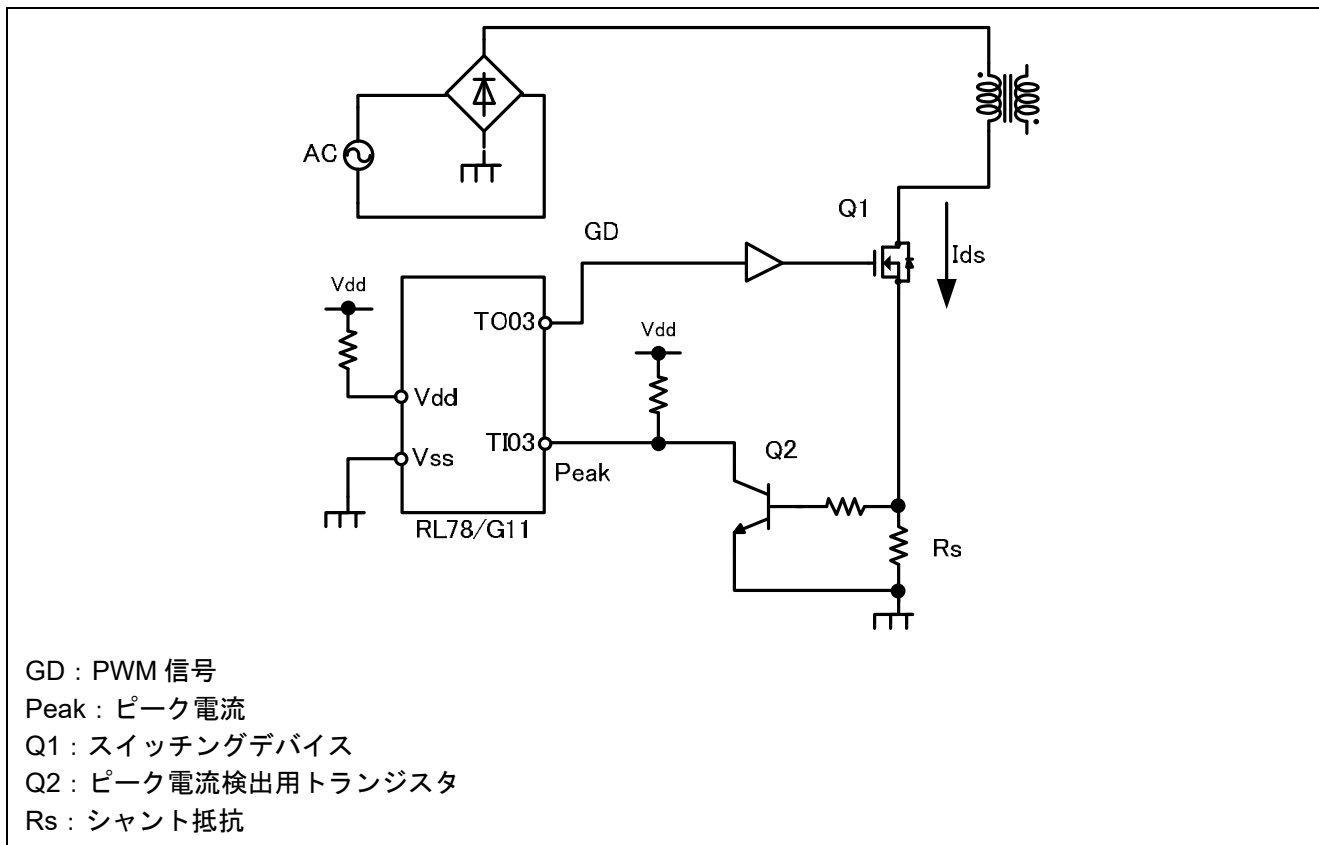 AC
Q1
GD
Ids
Vdd
TO03
Vdd
Vdd
TI03
Q2
Vss
Peak
RL78/G11
Rs
GD：PWM 信号
Peak：ピーク電流
Q1：スイッチングデバイス
Q2：ピーク電流検出用トランジスタ
Rs：シャント抵抗